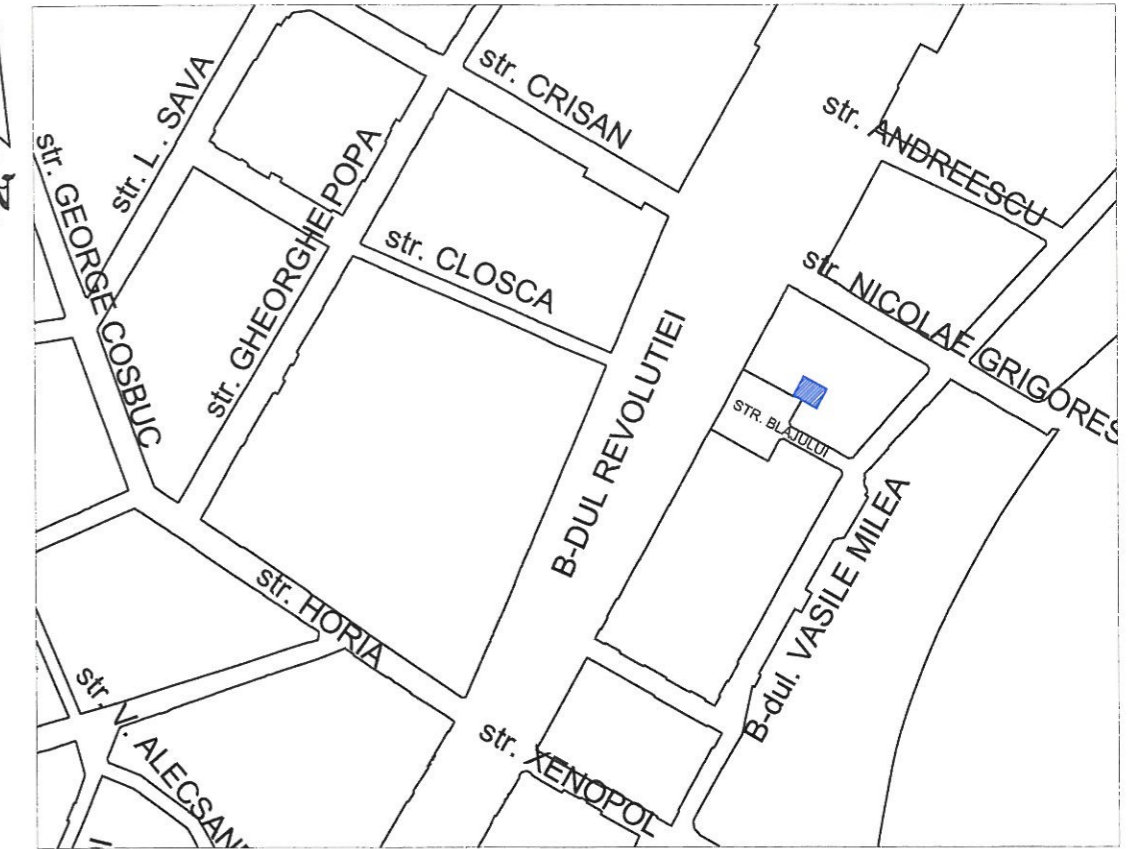 str. CRISAN
str. L . SAVA
str. ANDREESCU
str. GEORGE COSBUC
str. GHEORGHE POPA
str. CLOSCA
str. NICOLAE GRIGORES
B-DUL REVOLUTIEI
STR. BLAJULUI
B-dul. VASILE MILEA
str. HORIA
str. V. ALECSAN
str. XENOPOL